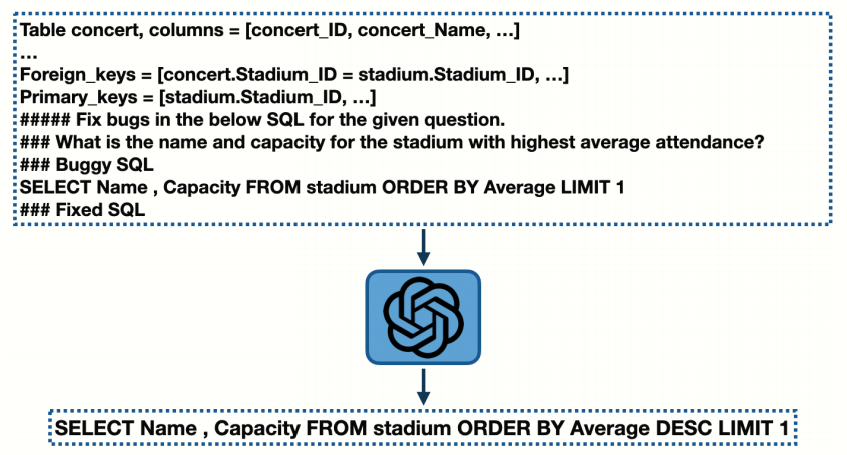 Table concert, columns = [concert_ID, concert_Name, ...]
...
Foreign_keys = [concert.Stadium_ID = stadium.Stadium_ID, ...]
Primary_keys = [stadium.Stadium_ID, ...]
##### Fix bugs in the below SQL for the given question.
### What is the name and capacity for the stadium with highest average attendance?
### Buggy SQL
SELECT Name , Capacity FROM stadium ORDER BY Average LIMIT 1
### Fixed SQL
SELECT Name , Capacity FROM stadium ORDER BY Average DESC LIMIT 1